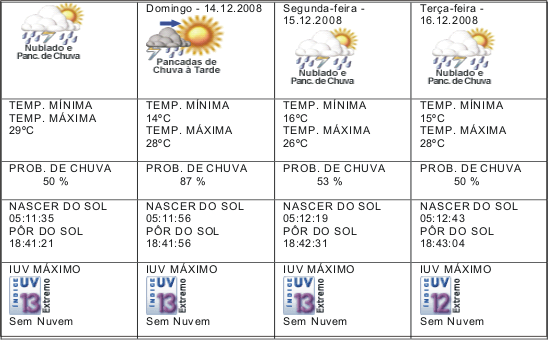 Nublado e
Panc. de Chuva
TEMP. MÍNIMA
TEMP. MÁXIMA
29ºC
PROB. DE CHUVA
50 %
NASCER DO SOL
05:11:35
PÔR DO SOL
18:41:21
IUV MÁXIMO
ÍNDICE
UV
13
Extremo
Sem Nuvem
Domingo - 14.12.2008
Pancadas de
Chuva à Tarde
TEMP. MÍNIMA
14ºC
TEMP. MÁXIMA
28ºC
PROB. DE CHUVA
87 %
NASCER DO SOL
05:11:56
PÔR DO SOL
18:41:56
IUV MÁXIMO
ÍNDICE
UV
13
Extremo
Sem Nuvem
Segunda-feira -
15.12.2008
Nublado e
Panc. de Chuva
TEMP. MÍNIMA
16ºC
TEMP. MÁXIMA
26ºC
PROB. DE CHUVA
53 %
NASCER DO SOL
05:12:19
PÔR DO SOL
18:42:31
IUV MÁXIMO
ÍNDICE
UV
13
Extremo
Sem Nuvem
Terça-feira -
16.12.2008
Nublado e
Panc. de Chuva
TEMP. MÍNIMA
15ºC
TEMP. MÁXIMA
28ºC
PROB. DE CHUVA
50 %
NASCER DO SOL
05:12:43
PÔR DO SOL
18:43:04
IUV MÁXIMO
ÍNDICE
UV
12
Extremo
Sem Nuvem